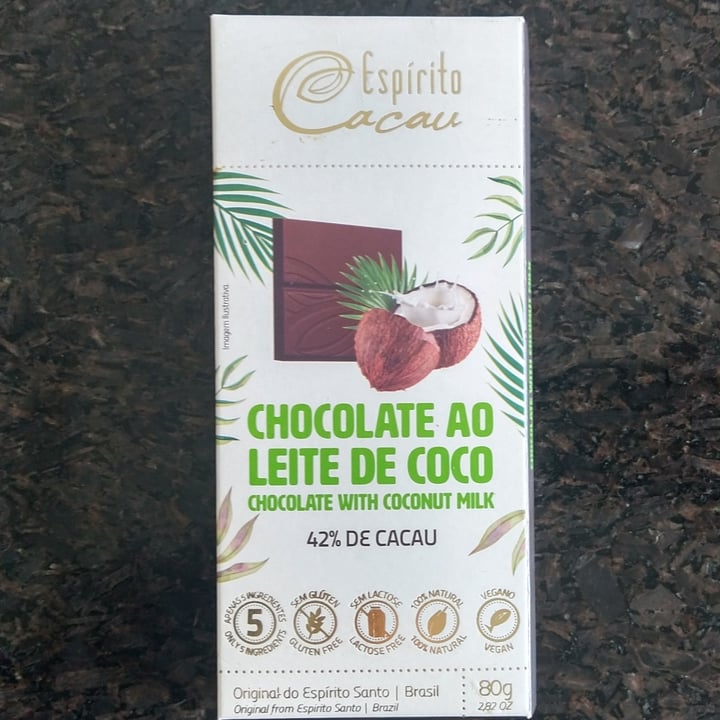 Espírito
Cacau
Imagem ilustrativa.
CHOCOLATE AO
LEITE DE COCO
CHOCOLATE WITH COCONUT MILK
42% DE CACAU
APENAS 5 INGREDIENTES
5
ONLY 5 INGREDIENTS
SEM GLÚTEN
GLUTEN FREE
SEM LACTOSE
LACTOSE FREE
100% NATURAL
100% NATURAL
VEGANO
VEGAN
Original do Espírito Santo | Brasil
Original from Espírito Santo | Brazil
80g
2,82 OZ